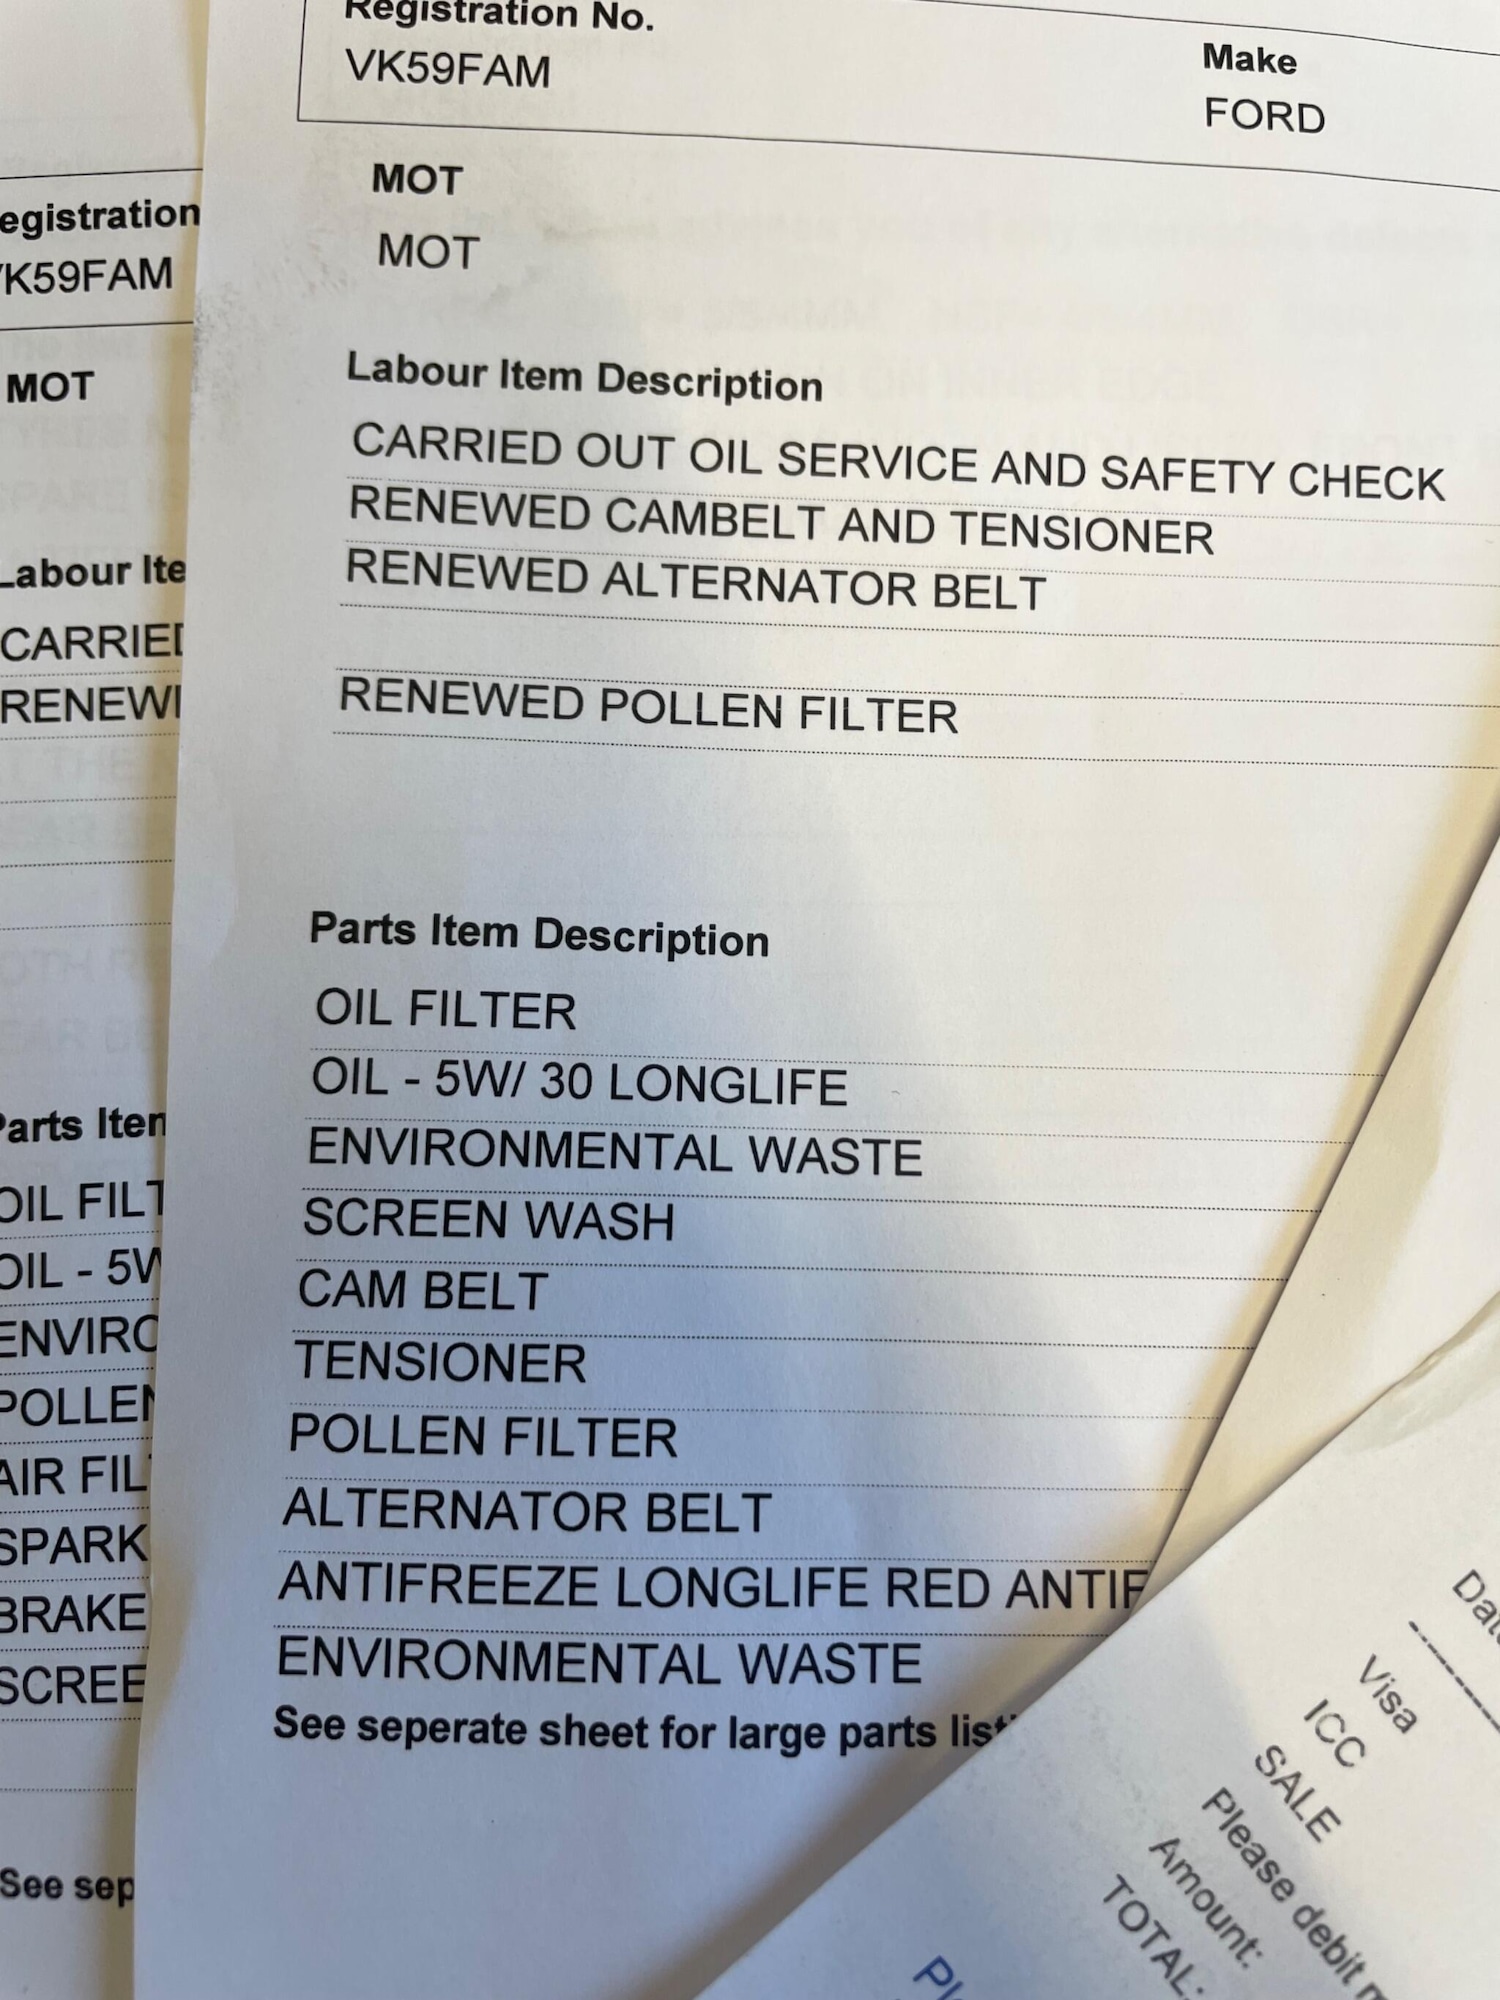 Registration No.
VK59FAM
Make
FORD
MOT
MOT
Labour Item Description
CARRIED OUT OIL SERVICE AND SAFETY CHECK
RENEWED CAMBELT AND TENSIONER
RENEWED ALTERNATOR BELT
RENEWED POLLEN FILTER
Parts Item Description
OIL FILTER
OIL - 5W/ 30 LONGLIFE
ENVIRONMENTAL WASTE
SCREEN WASH
CAM BELT
TENSIONER
POLLEN FILTER
ALTERNATOR BELT
ANTIFREEZE LONGLIFE RED ANTIF
ENVIRONMENTAL WASTE
See seperate sheet for large parts list
egistration
K59FAM
MOT
Labour Ite
CARRIED
RENEWE
Parts Item
OIL FILT
OIL - 5W
ENVIRO
POLLEN
AIR FIL
SPARK
BRAKE
SCREE
See sep
Date
Visa
ICC
SALE
Please debit m
Amount:
TOTAL: